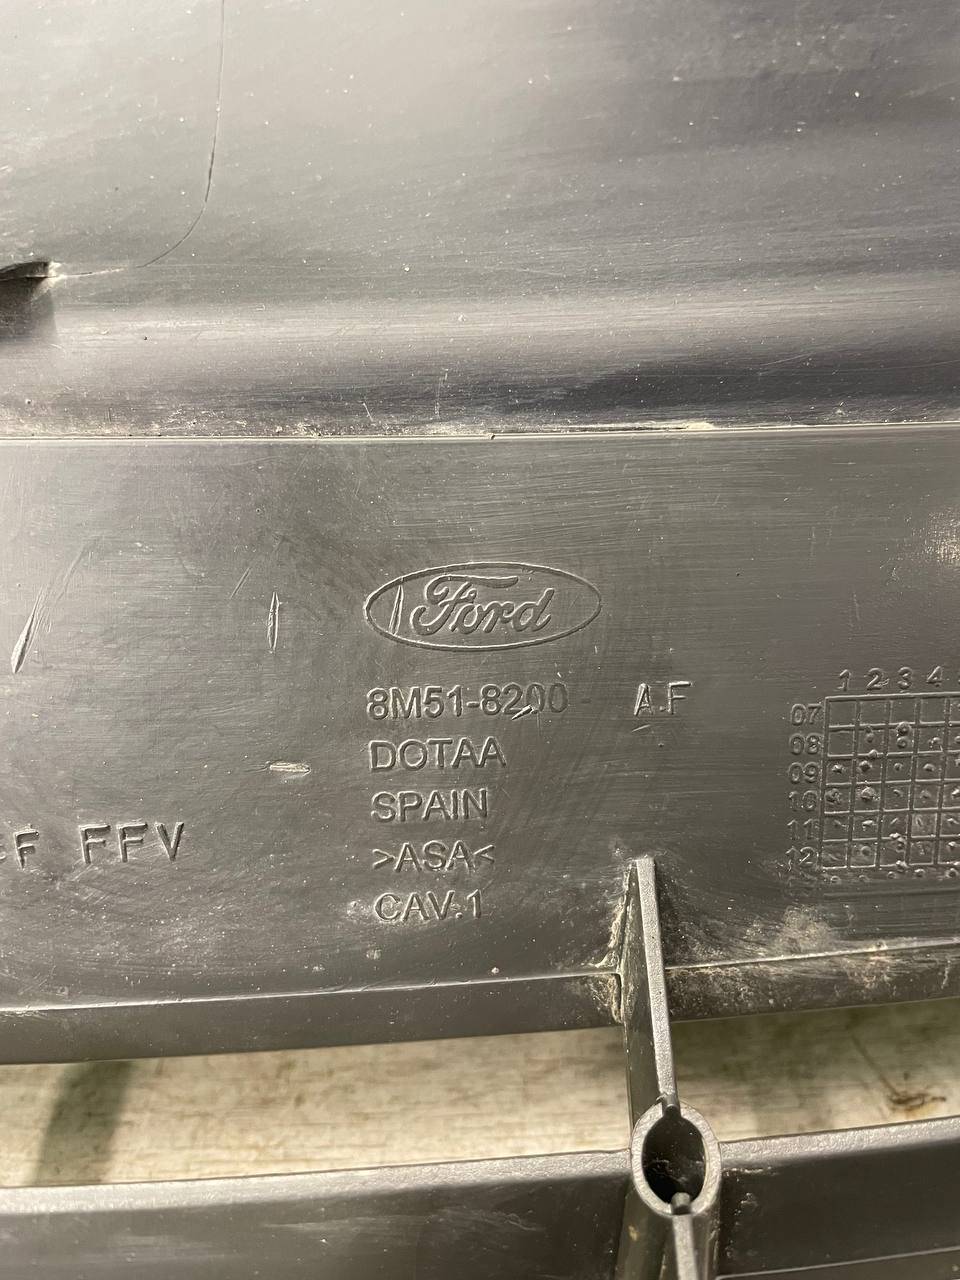 Ford
8M51-8200- A.F
DOTAA
SPAIN
>ASA<
CAV.1
F FFV
1 2 3 4
07
08
09
10
11
12